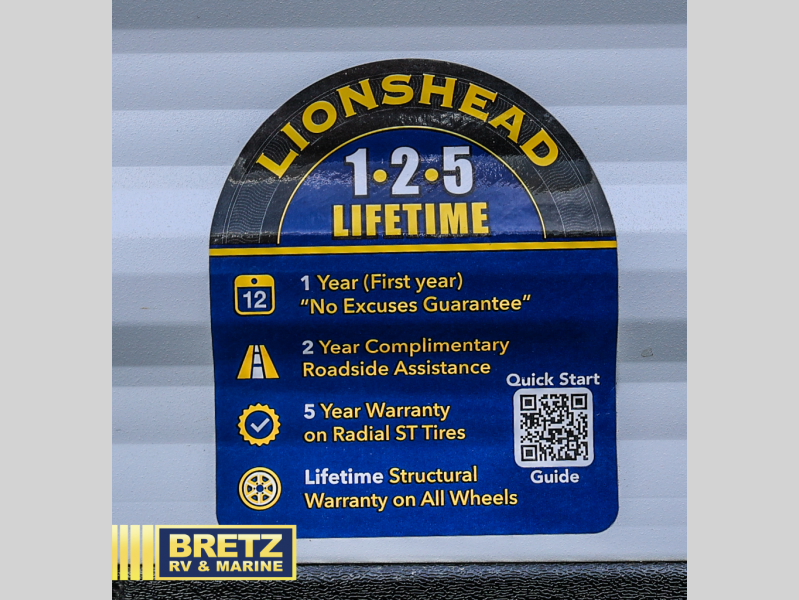 LIONSHEAD
1•2•5
LIFETIME
12
1 Year (First year)
"No Excuses Guarantee"
2 Year Complimentary
Roadside Assistance
5 Year Warranty
on Radial ST Tires
Lifetime Structural
Warranty on All Wheels
Quick Start
Guide
BRETZ
RV & MARINE